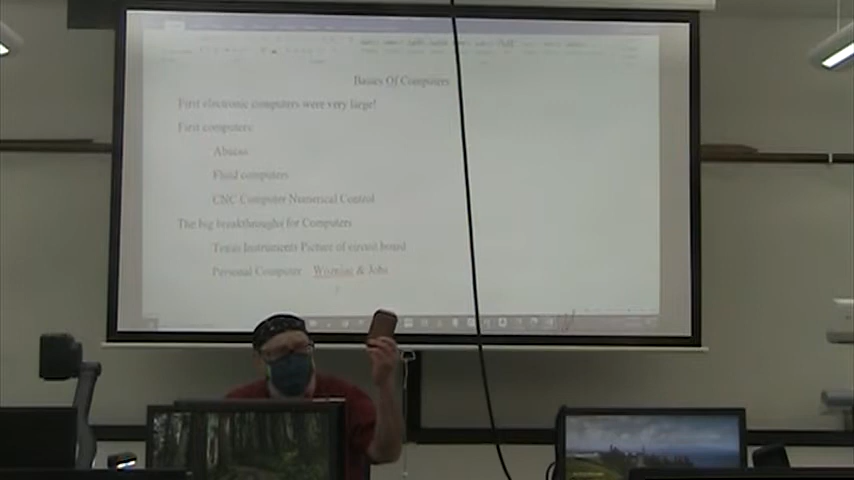 Basics Of Computers
First electronic computers were very large!
First computers:
Abacus
Fluid computers
CNC Computer Numerical Control
The big breakthroughs for Computers
Texas Instruments Picture of circuit board
Personal Computer Wozniac & Jobs